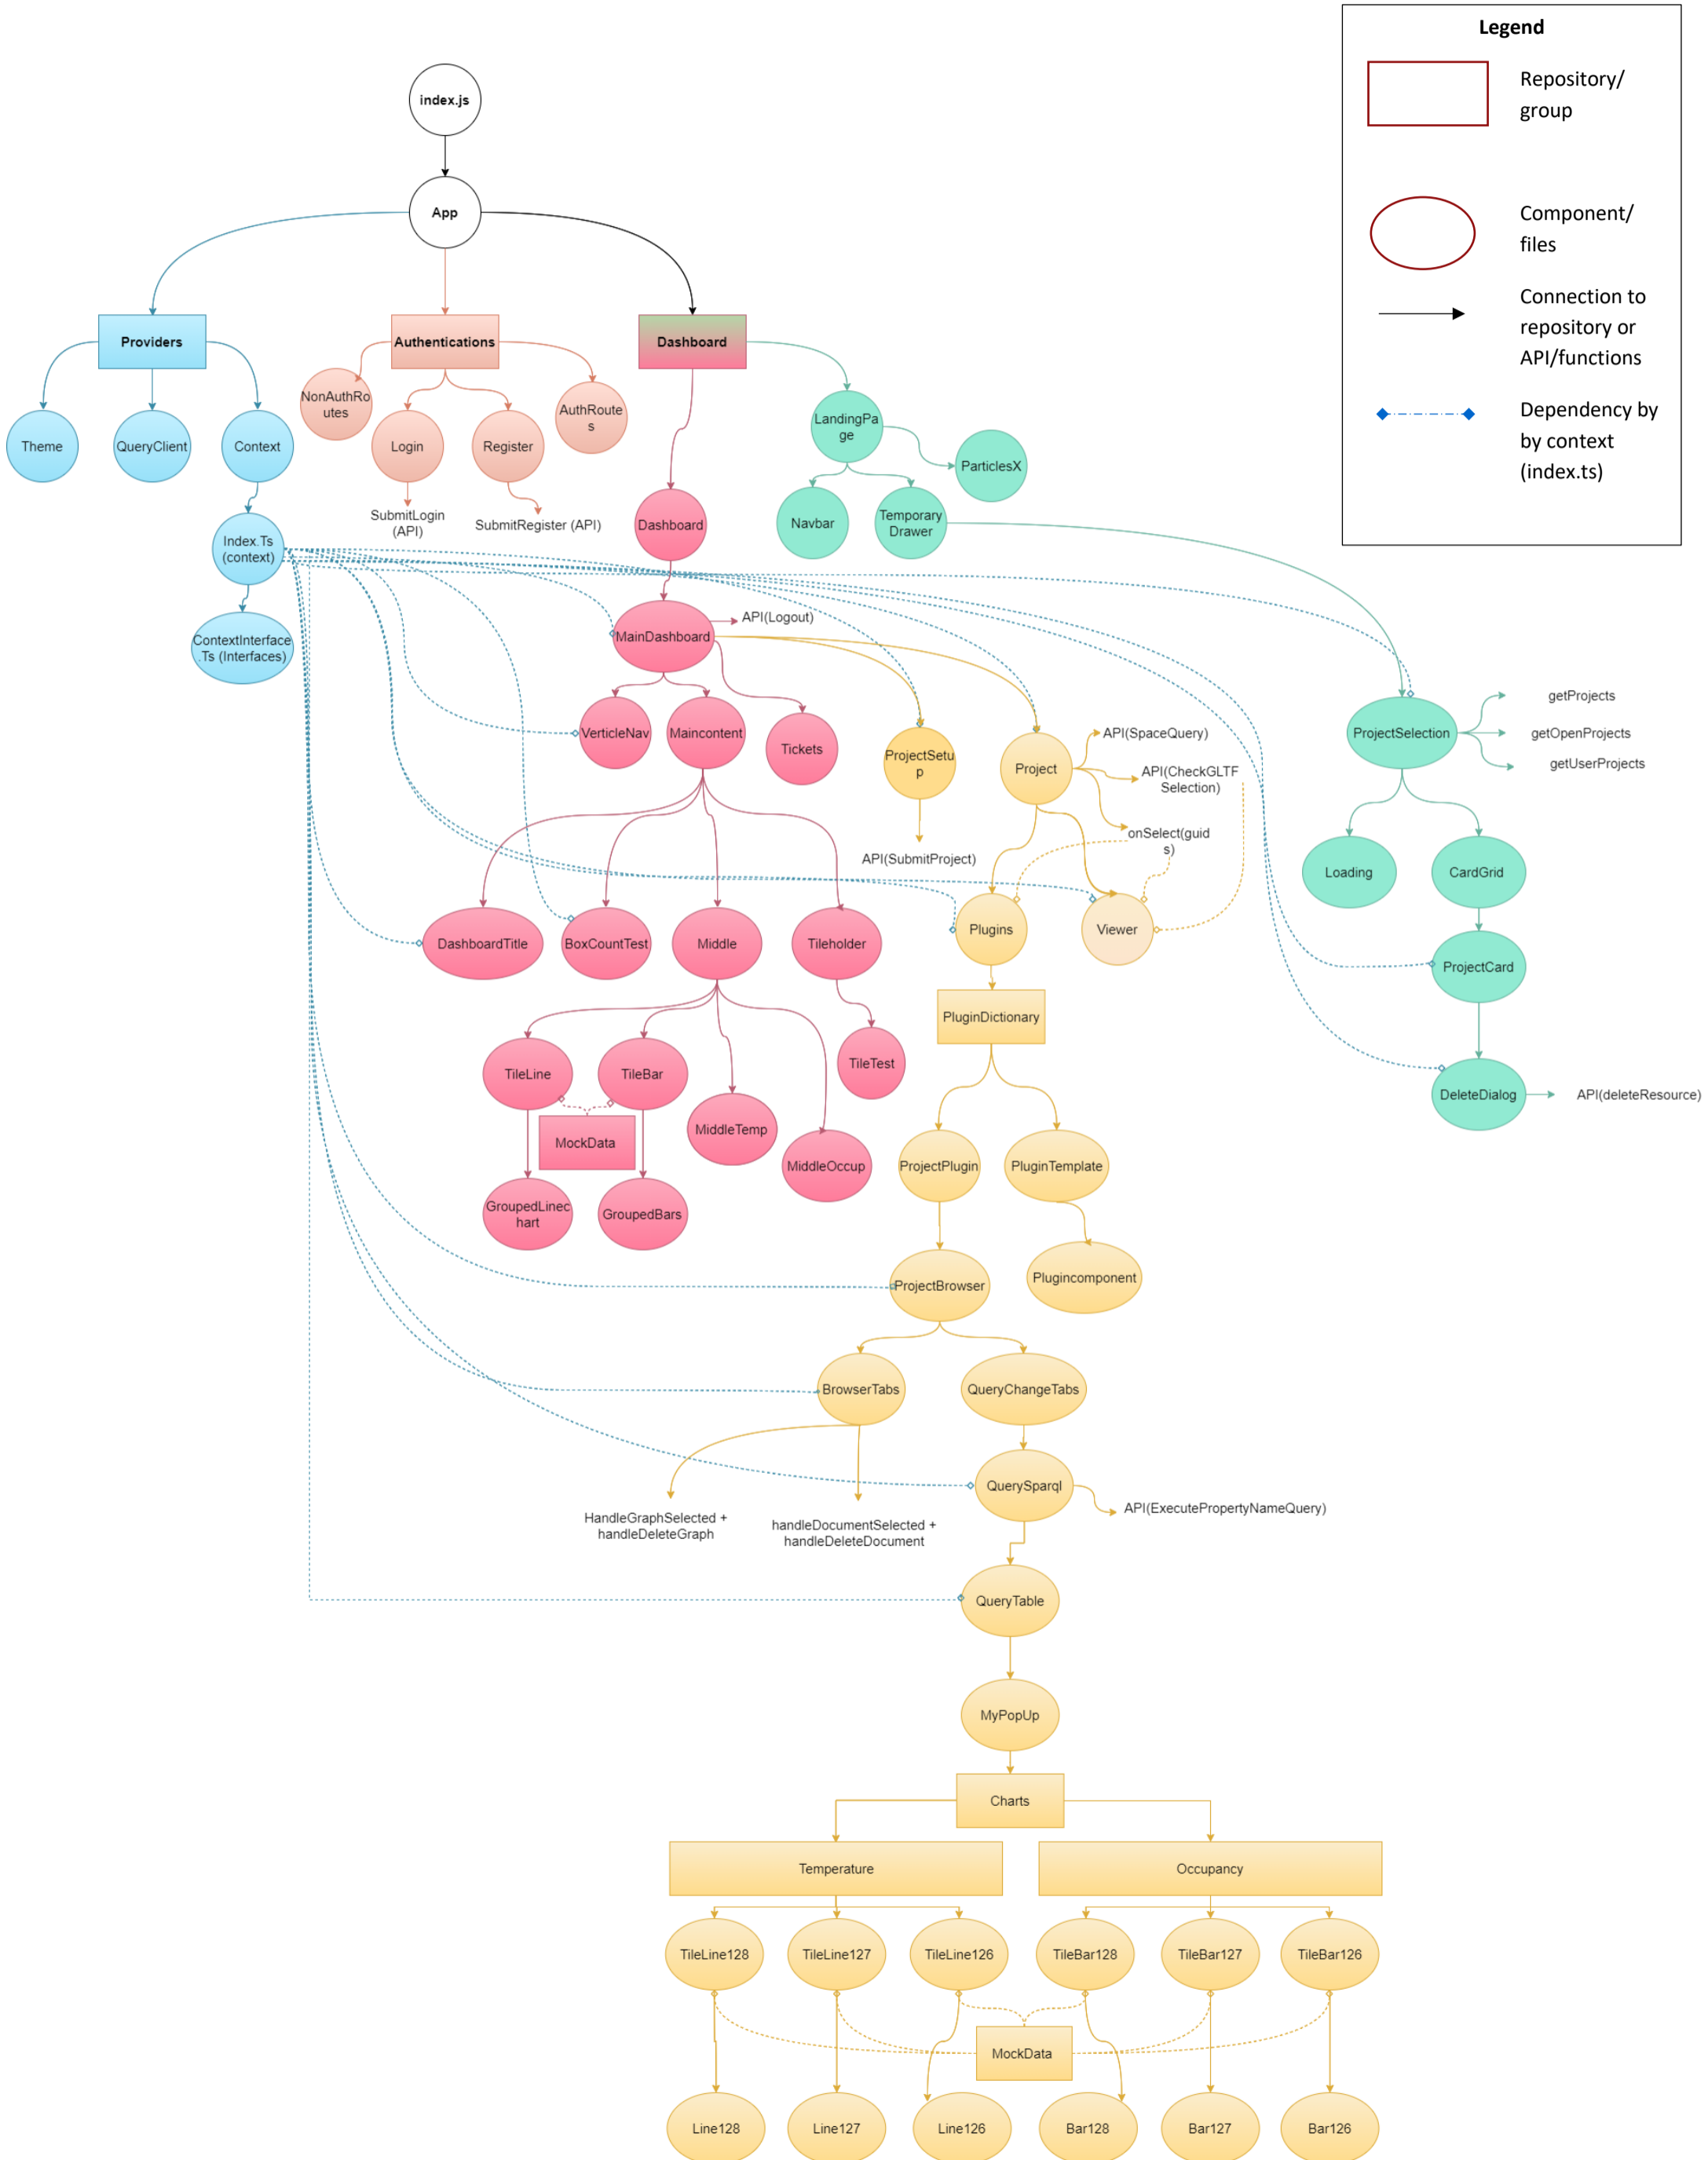 Legend
Repository/
group
Component/
files
Connection to
repository or
API/functions
Dependency by
by context
(index.ts)
index.js
App
Providers
Authentications
Dashboard
Theme
QueryClient
Context
NonAuthRo
utes
Login
Register
AuthRoute
s
LandingPa
ge
ParticlesX
Navbar
Temporary
Drawer
SubmitLogin
(API)
SubmitRegister (API)
Dashboard
Index.Ts
(context)
ContextInterface
.Ts (Interfaces)
MainDashboard
API(Logout)
VerticleNav
Maincontent
Tickets
ProjectSetu
p
Project
API(SpaceQuery)
API(CheckGLTF
Selection)
onSelect(guid
s)
API(SubmitProject)
ProjectSelection
getProjects
getOpenProjects
getUserProjects
Loading
CardGrid
ProjectCard
DeleteDialog
API(deleteResource)
DashboardTitle
BoxCountTest
Middle
Tileholder
Plugins
Viewer
PluginDictionary
TileLine
TileBar
TileTest
MockData
MiddleTemp
MiddleOccup
GroupedLinec
hart
GroupedBars
ProjectPlugin
PluginTemplate
ProjectBrowser
Plugincomponent
BrowserTabs
QueryChangeTabs
QuerySparql
API(ExecutePropertyNameQuery)
HandleGraphSelected +
handleDeleteGraph
handleDocumentSelected +
handleDeleteDocument
QueryTable
MyPopUp
Charts
Temperature
Occupancy
TileLine128
TileLine127
TileLine126
TileBar128
TileBar127
TileBar126
MockData
Line128
Line127
Line126
Bar128
Bar127
Bar126